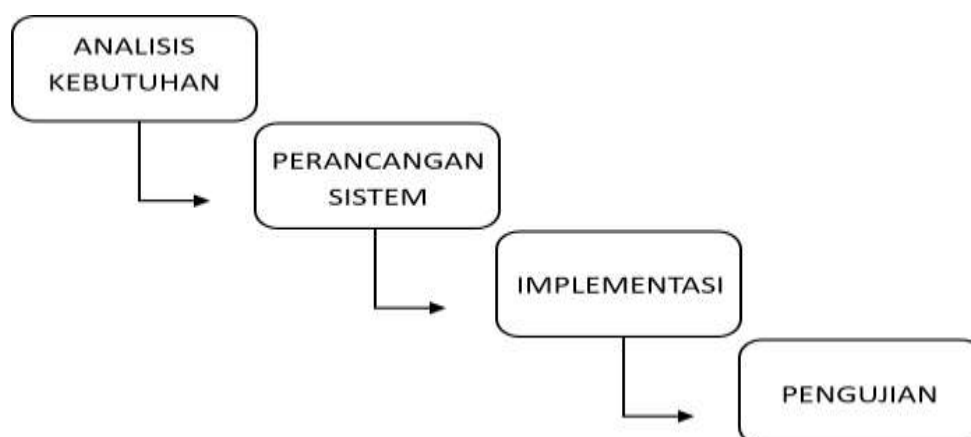 ANALISIS
KEBUTUHAN
PERANCANGAN
SISTEM
IMPLEMENTASI
PENGUJIAN